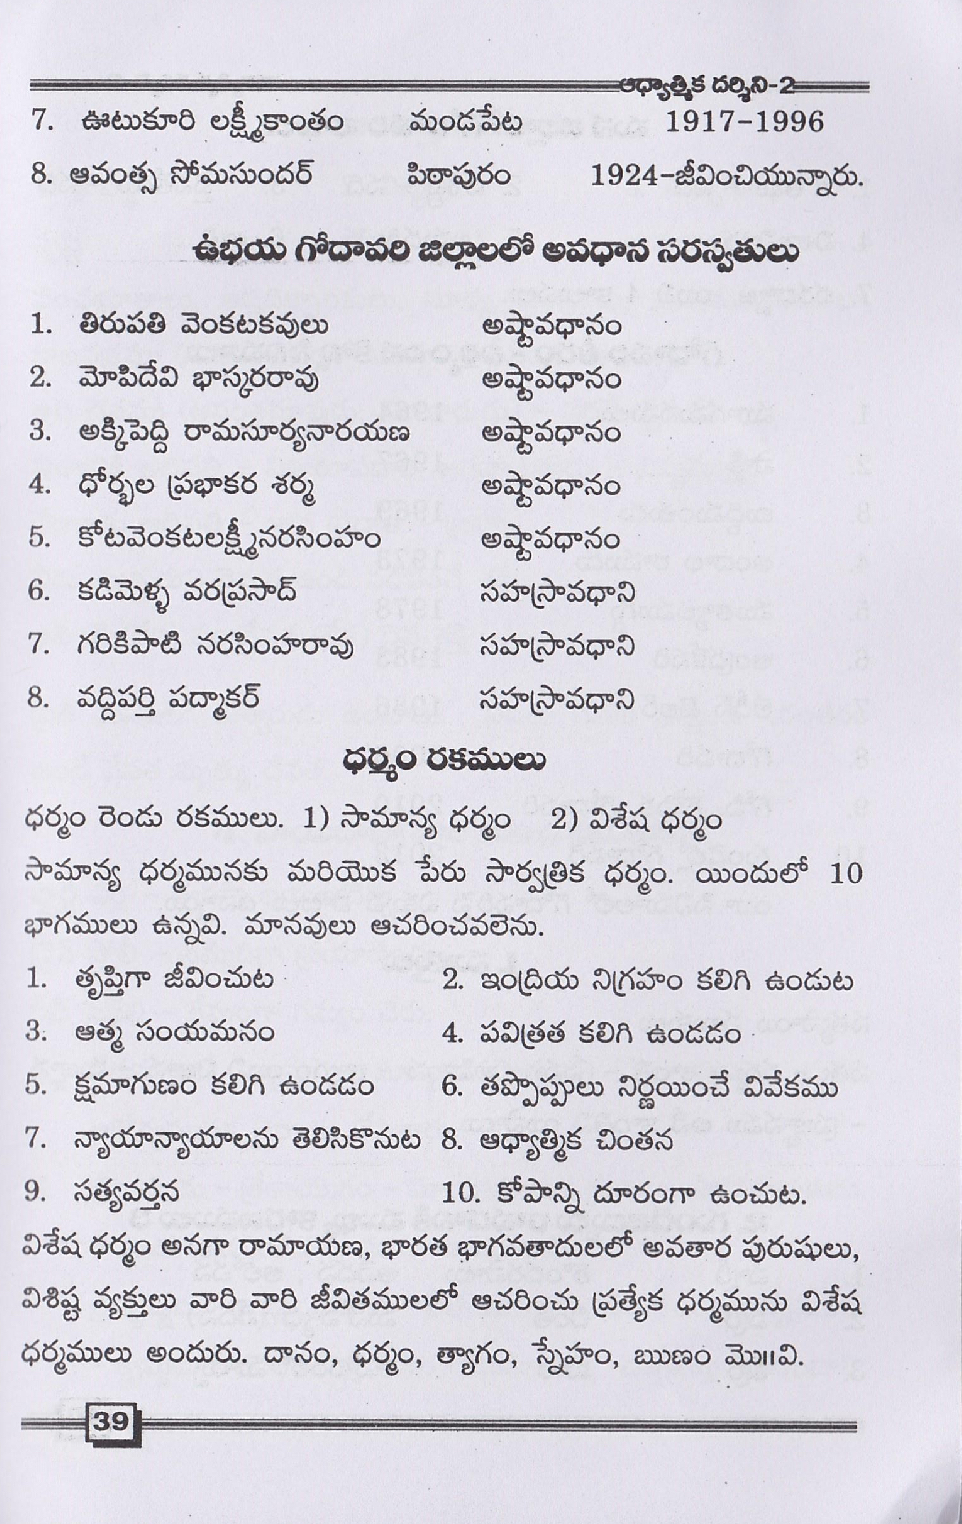 ఆధ్యాత్మిక దర్శిని-2
7. ఊటుకూరి లక్ష్మీకాంతం మండపేట 1917-1996
8. ఆవంత్స సోమసుందర్ పిఠాపురం 1924-జీవించియున్నారు.
ఉభయ గోదావరి జిల్లాలలో అవధాన సరస్వతులు
1. తిరుపతి వెంకటకవులు అష్టావధానం
2. మోపిదేవి భాస్కరరావు అష్టావధానం
3. అక్కిపెద్ది రామసూర్యనారాయణ అష్టావధానం
4. ధోర్భల ప్రభాకర శర్మ అష్టావధానం
5. కోటవెంకటలక్ష్మీనరసింహం అష్టావధానం
6. కడిమెళ్ళ వరప్రసాద్ సహస్రావధాని
7. గరికిపాటి నరసింహరావు సహస్రావధాని
8. వద్దిపర్తి పద్మాకర్ సహస్రావధాని
ధర్మం రకములు
ధర్మం రెండు రకములు. 1) సామాన్య ధర్మం 2) విశేష ధర్మం
సామాన్య ధర్మమునకు మరియొక పేరు సార్వత్రిక ధర్మం. యిందులో 10
భాగములు ఉన్నవి. మానవులు ఆచరించవలెను.
1. తృప్తిగా జీవించుట 2. ఇంద్రియ నిగ్రహం కలిగి ఉండుట
3. ఆత్మ సంయమనం 4. పవిత్రత కలిగి ఉండడం
5. క్షమాగుణం కలిగి ఉండడం 6. తప్పొప్పులు నిర్ణయించే వివేకము
7. న్యాయాన్యాయాలను తెలిసికొనుట 8. ఆధ్యాత్మిక చింతన
9. సత్యవర్తన 10. కోపాన్ని దూరంగా ఉంచుట.
విశేష ధర్మం అనగా రామాయణ, భారత భాగవతాదులలో అవతార పురుషులు,
విశిష్ట వ్యక్తులు వారి వారి జీవితములలో ఆచరించు ప్రత్యేక ధర్మమును విశేష
ధర్మములు అందురు. దానం, ధర్మం, త్యాగం, స్నేహం, ఋణం మొ॥వి.
39